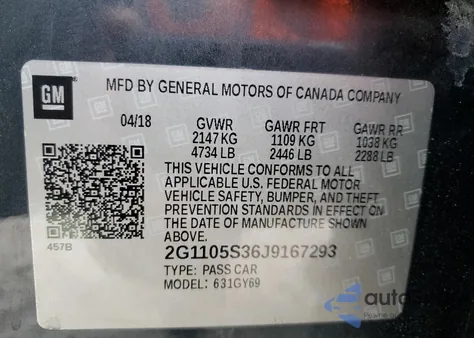 GM
MFD BY GENERAL MOTORS OF CANADA COMPANY
04/18 GVWR GAWR FRT GAWR RR
2147 KG 1109 KG 1038 KG
4734 LB 2446 LB 2288 LB
THIS VEHICLE CONFORMS TO ALL
APPLICABLE U.S. FEDERAL MOTOR
VEHICLE SAFETY, BUMPER, AND THEFT
PREVENTION STANDARDS IN EFFECT ON
THE DATE OF MANUFACTURE SHOWN
ABOVE.
457B
2G1105S36J9167293
TYPE: PASS CAR
MODEL: 631GY69